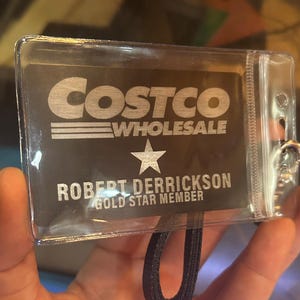 COSTCO
WHOLESALE
ROBERT DERRICKSON
GOLD STAR MEMBER